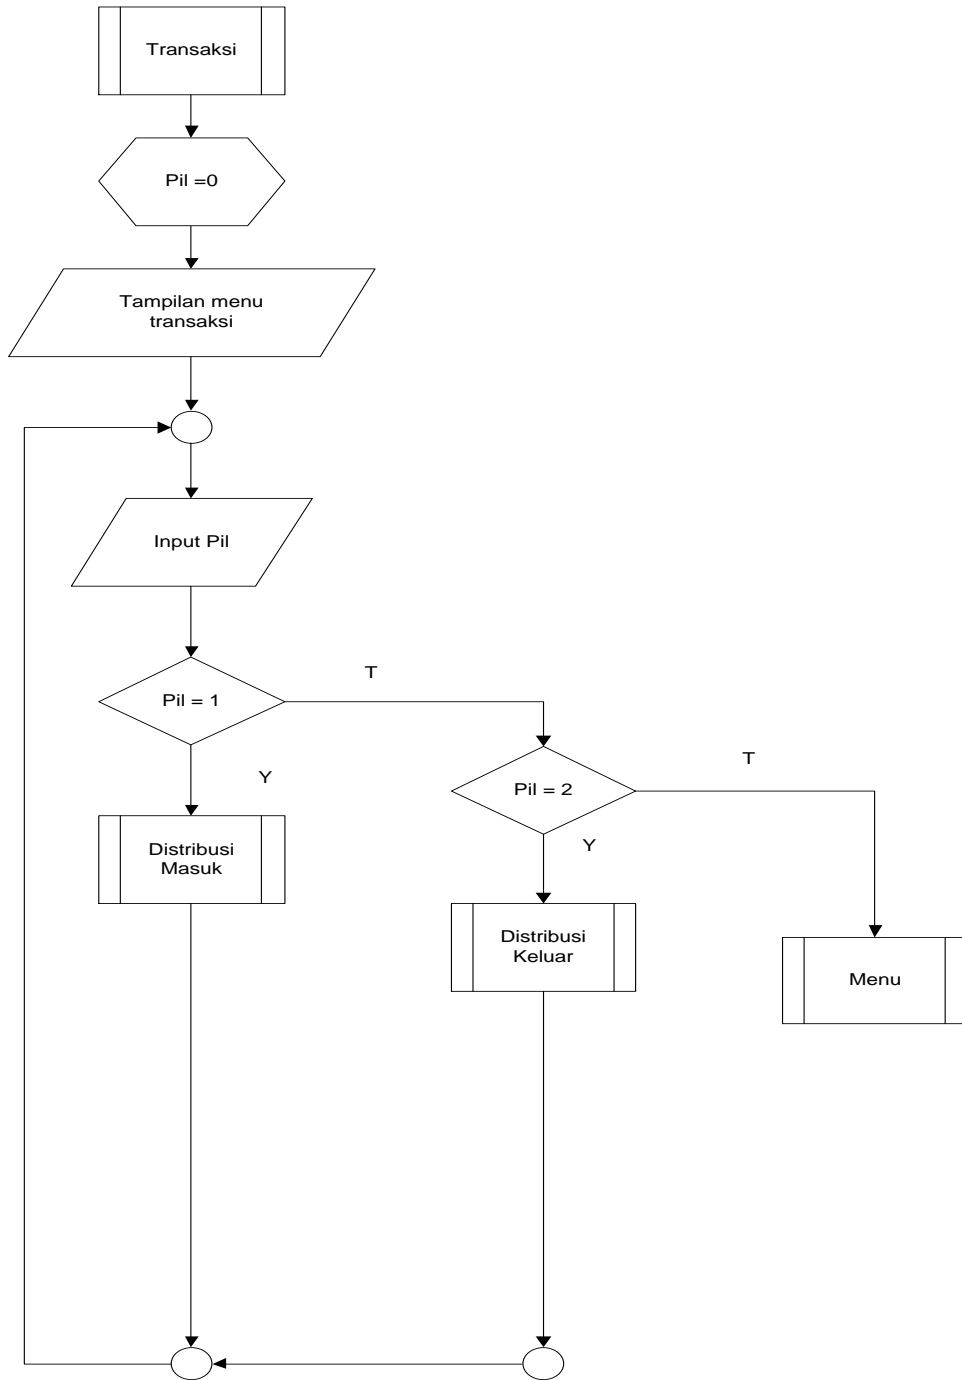 Transaksi
Pil =0
Tampilan menu
transaksi
Input Pil
Pil = 1
T
Y
Pil = 2
T
Y
Distribusi
Masuk
Distribusi
Keluar
Menu